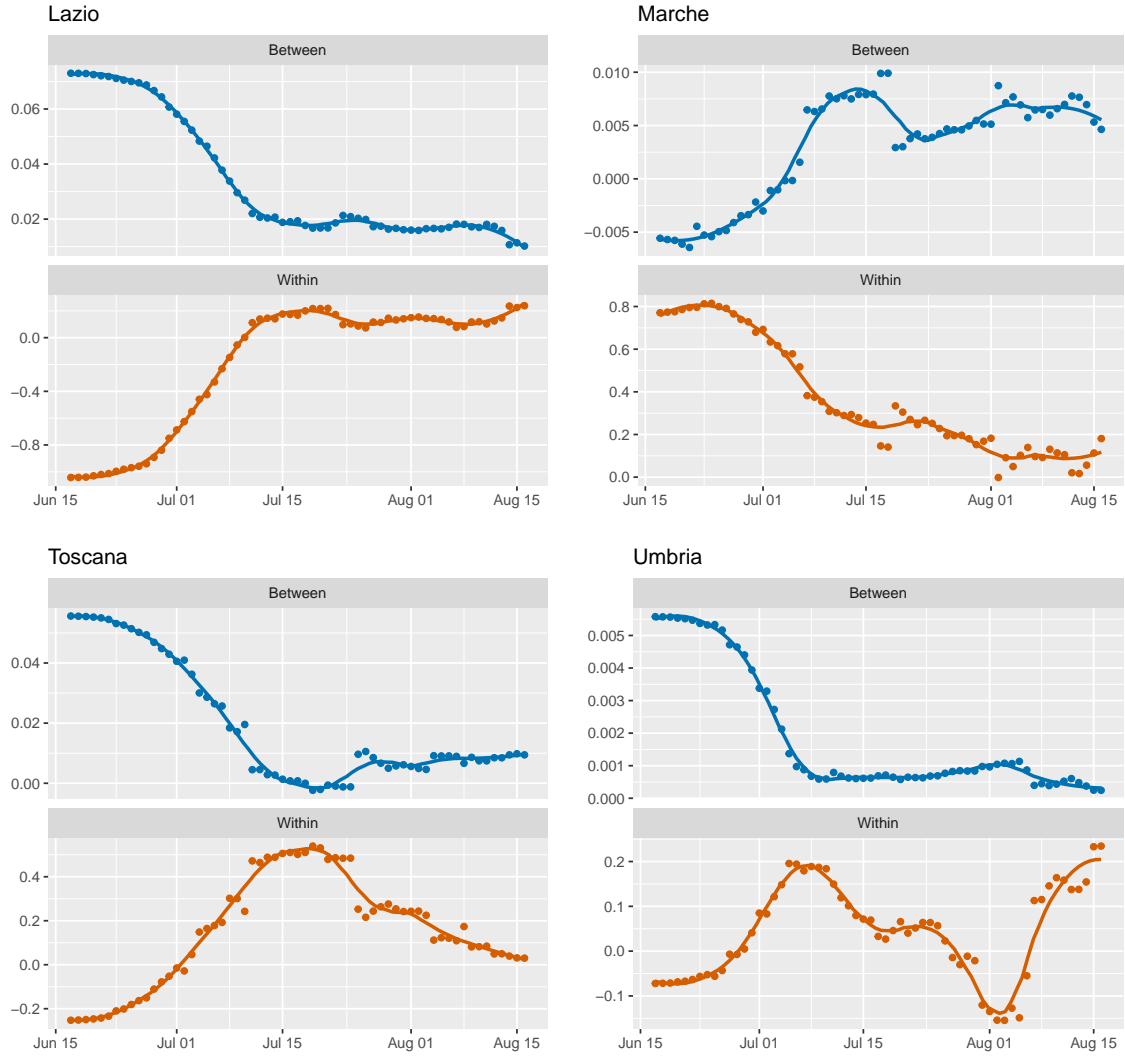 Lazio
Between
0.06
0.04
0.02
Within
0.0
−0.4
−0.8
Jun 15 Jul 01 Jul 15 Aug 01 Aug 15
Marche
Between
0.010
0.005
0.000
−0.005
Within
0.8
0.6
0.4
0.2
0.0
Jun 15 Jul 01 Jul 15 Aug 01 Aug 15
Toscana
Between
0.04
0.02
0.00
Within
0.4
0.2
0.0
−0.2
Jun 15 Jul 01 Jul 15 Aug 01 Aug 15
Umbria
Between
0.005
0.004
0.003
0.002
0.001
0.000
Within
0.2
0.1
0.0
−0.1
Jun 15 Jul 01 Jul 15 Aug 01 Aug 15